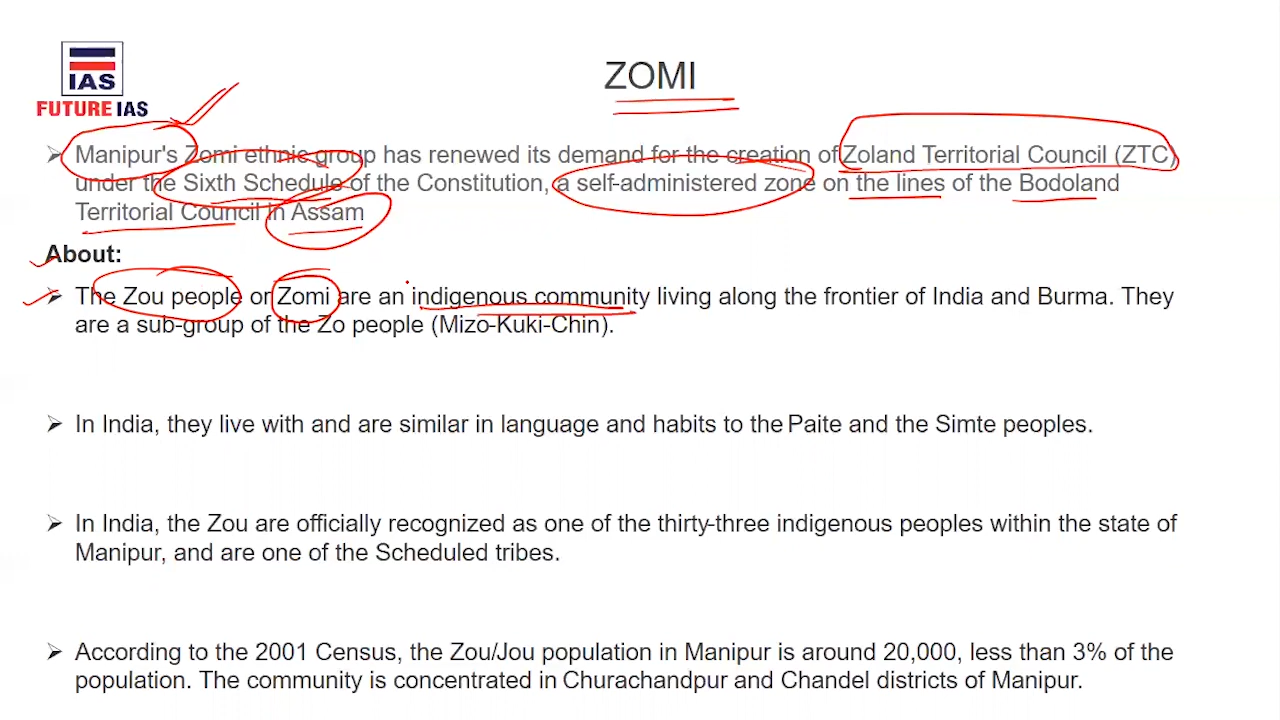 IAS
FUTURE IAS
ZOMI
Manipur's Zomi ethnic group has renewed its demand for the creation of Zoland Territorial Council (ZTC)
under the Sixth Schedule of the Constitution, a self-administered zone on the lines of the Bodoland
Territorial Council in Assam
About:
The Zou people or Zomi are an indigenous community living along the frontier of India and Burma. They
are a sub-group of the Zo people (Mizo-Kuki-Chin).
In India, they live with and are similar in language and habits to the Paite and the Simte peoples.
In India, the Zou are officially recognized as one of the thirty-three indigenous peoples within the state of
Manipur, and are one of the Scheduled tribes.
According to the 2001 Census, the Zou/Jou population in Manipur is around 20,000, less than 3% of the
population. The community is concentrated in Churachandpur and Chandel districts of Manipur.